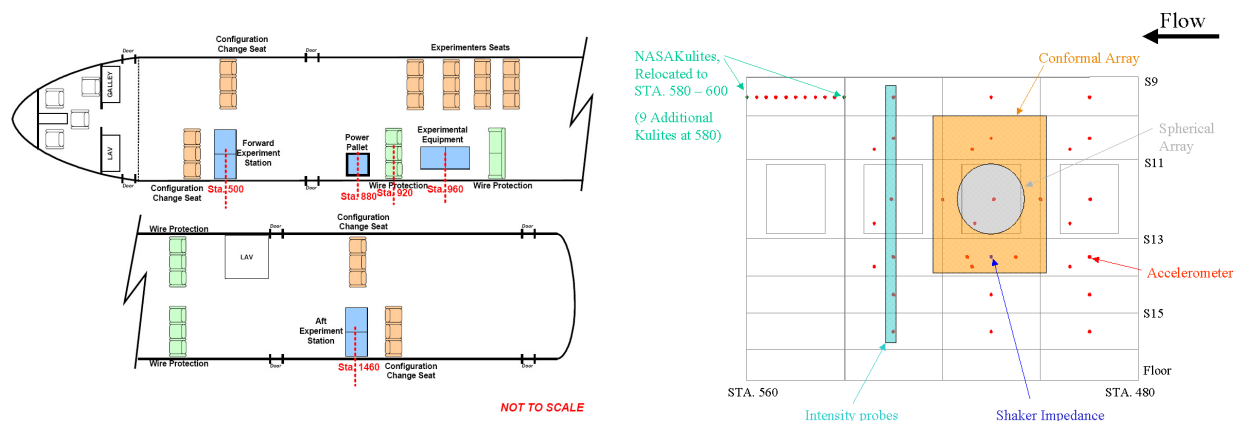 Door
Configuration
Change Seat
Door
Experimenters Seats
GALLEY
LAV
Forward
Experiment
Station
Power
Pallet
Experimental
Equipment
Door
Configuration
Change Seat
Sta. 500
Door
Sta. 880
Wire Protection
Sta. 920
Sta. 960
Wire Protection
Wire Protection
Door
Configuration
Change Seat
Door
LAV
Aft
Experiment
Station
Wire Protection
Door
Sta. 1460
Configuration
Change Seat
Door
NOT TO SCALE
Flow
NASAKulites,
Relocated to
STA. 580 – 600
(9 Additional
Kulites at 580)
Conformal Array
S9
Spherical
Array
S11
S13
Accelerometer
S15
Floor
STA. 560
STA. 480
Intensity probes
Shaker Impedance